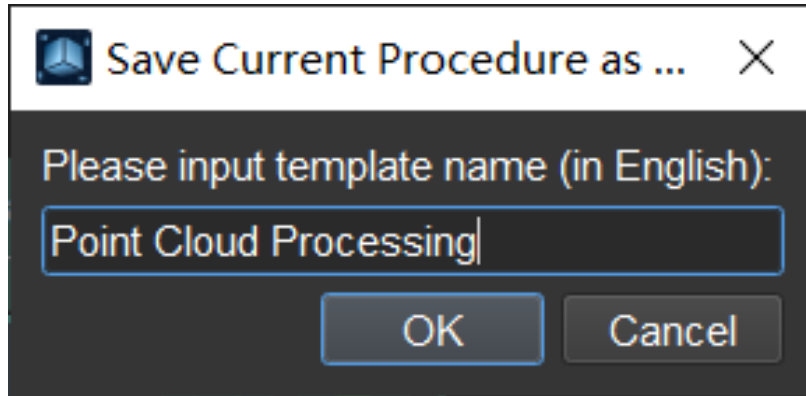 Save Current Procedure as ...
Please input template name (in English):
Point Cloud Processing
OK
Cancel